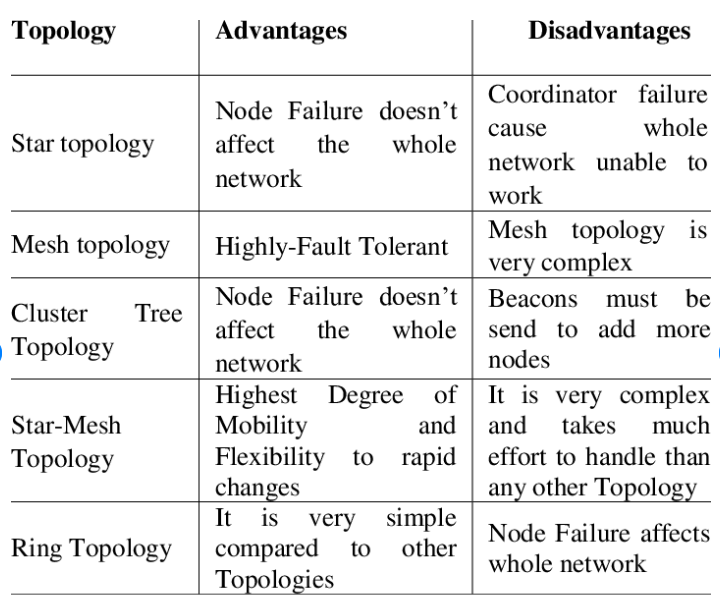 Topology Advantages Disadvantages
Star topology
Node Failure doesn't
affect the whole
network
Coordinator failure
cause whole
network unable to
work
Mesh topology
Highly-Fault Tolerant
Mesh topology is
very complex
Cluster Tree
Topology
Node Failure doesn't
affect the whole
network
Beacons must be
send to add more
nodes
Star-Mesh
Topology
Highest Degree of
Mobility and
Flexibility to rapid
changes
It is very complex
and takes much
effort to handle than
any other Topology
Ring Topology
It is very simple
compared to other
Topologies
Node Failure affects
whole network